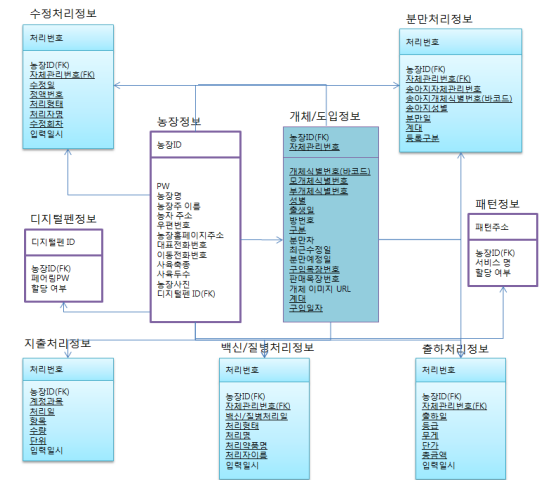 수정처리정보
처리번호
농장ID(FK)
자체관리번호(FK)
수정일
정액번호
처리형태
처리자명
수정회차
입력일시
분만처리정보
처리번호
농장ID(FK)
자체관리번호(FK)
송아지자체관리번호
송아지개체식별번호(바코드)
송아지성별
분만일
계대
등록구분
농장정보
농장ID
PW
농장명
농장주 이름
농자 주소
우편번호
농장홈페이지주소
대표전화번호
이동전화번호
사육축종
사육두수
농장사진
디지털펜 ID(FK)
개체/도입정보
농장ID(FK)
자체관리번호
개체식별번호(바코드)
모개체식별번호
부개체식별번호
성별
출생일
방번호
구분
분만자
최근수정일
분만예정일
구입목장번호
판매목장번호
개체 이미지 URL
계대
구입일자
디지털펜정보
디지털펜 ID
농장ID(FK)
페어링PW
할당 여부
패턴정보
패턴주소
농장ID(FK)
서비스 명
할당 여부
지출처리정보
처리번호
농장ID(FK)
계정과목
처리일
항목
수량
단위
입력일시
백신/질병처리정보
처리번호
농장ID(FK)
자체관리번호(FK)
백신/질병처리일
처리형태
처리명
처리약품명
처리자이름
입력일시
출하처리정보
처리번호
농장ID(FK)
자체관리번호(FK)
출하일
등급
무게
단가
총금액
입력일시